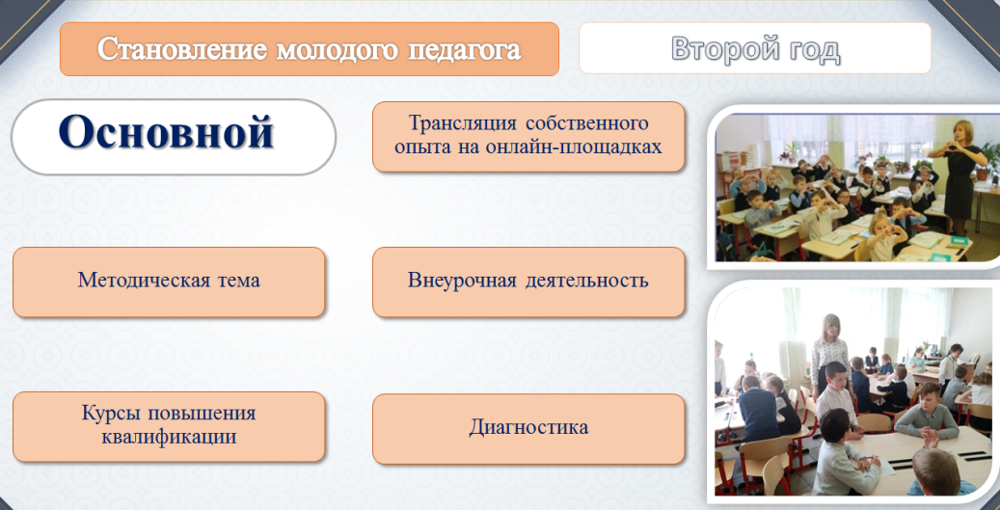 Становление молодого педагога
Второй год
Основной
Трансляция собственного
опыта на онлайн-площадках
Методическая тема
Внеурочная деятельность
Курсы повышения
квалификации
Диагностика